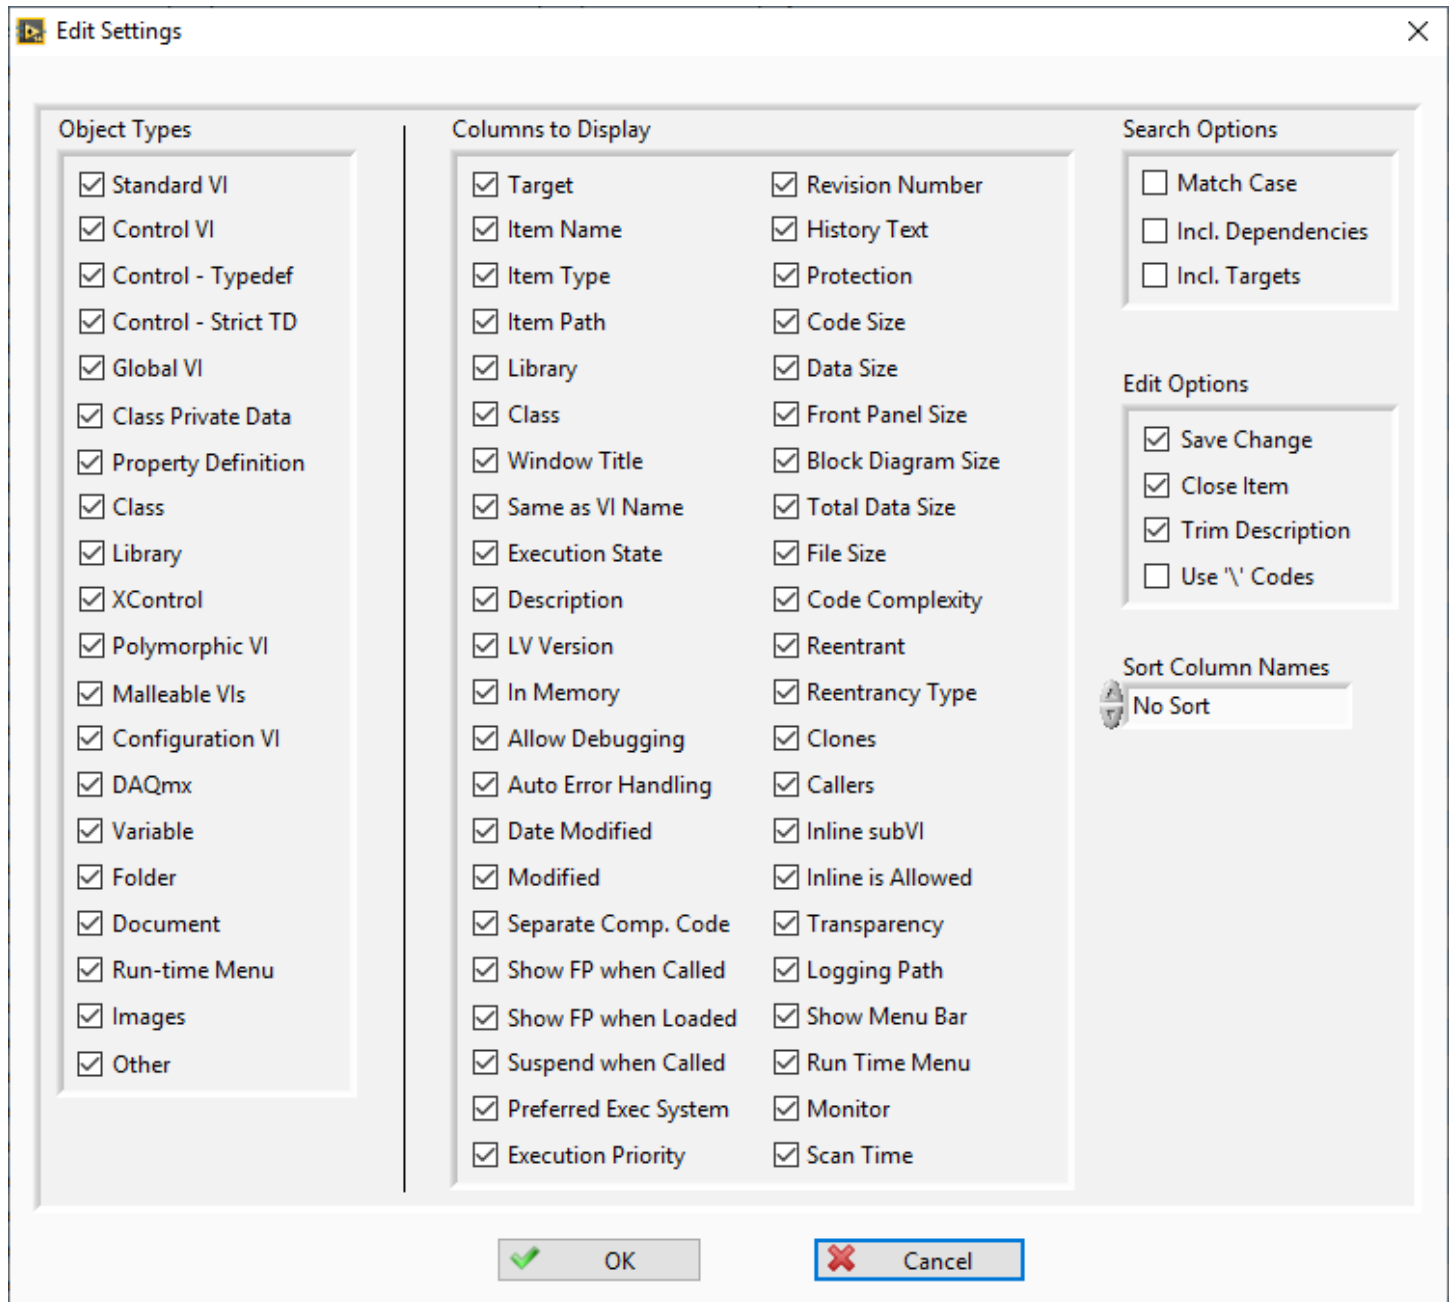 Edit Settings
Object Types
Standard VI
Control VI
Control - Typedef
Control - Strict TD
Global VI
Class Private Data
Property Definition
Class
Library
XControl
Polymorphic VI
Malleable VIs
Configuration VI
DAQmx
Variable
Folder
Document
Run-time Menu
Images
Other
Columns to Display
Target
Item Name
Item Type
Item Path
Library
Class
Window Title
Same as VI Name
Execution State
Description
LV Version
In Memory
Allow Debugging
Auto Error Handling
Date Modified
Modified
Separate Comp. Code
Show FP when Called
Show FP when Loaded
Suspend when Called
Preferred Exec System
Execution Priority
Revision Number
History Text
Protection
Code Size
Data Size
Front Panel Size
Block Diagram Size
Total Data Size
File Size
Code Complexity
Reentrant
Reentrancy Type
Clones
Callers
Inline subVI
Inline is Allowed
Transparency
Logging Path
Show Menu Bar
Run Time Menu
Monitor
Scan Time
Search Options
Match Case
Incl. Dependencies
Incl. Targets
Edit Options
Save Change
Close Item
Trim Description
Use '\' Codes
Sort Column Names
No Sort
OK
Cancel